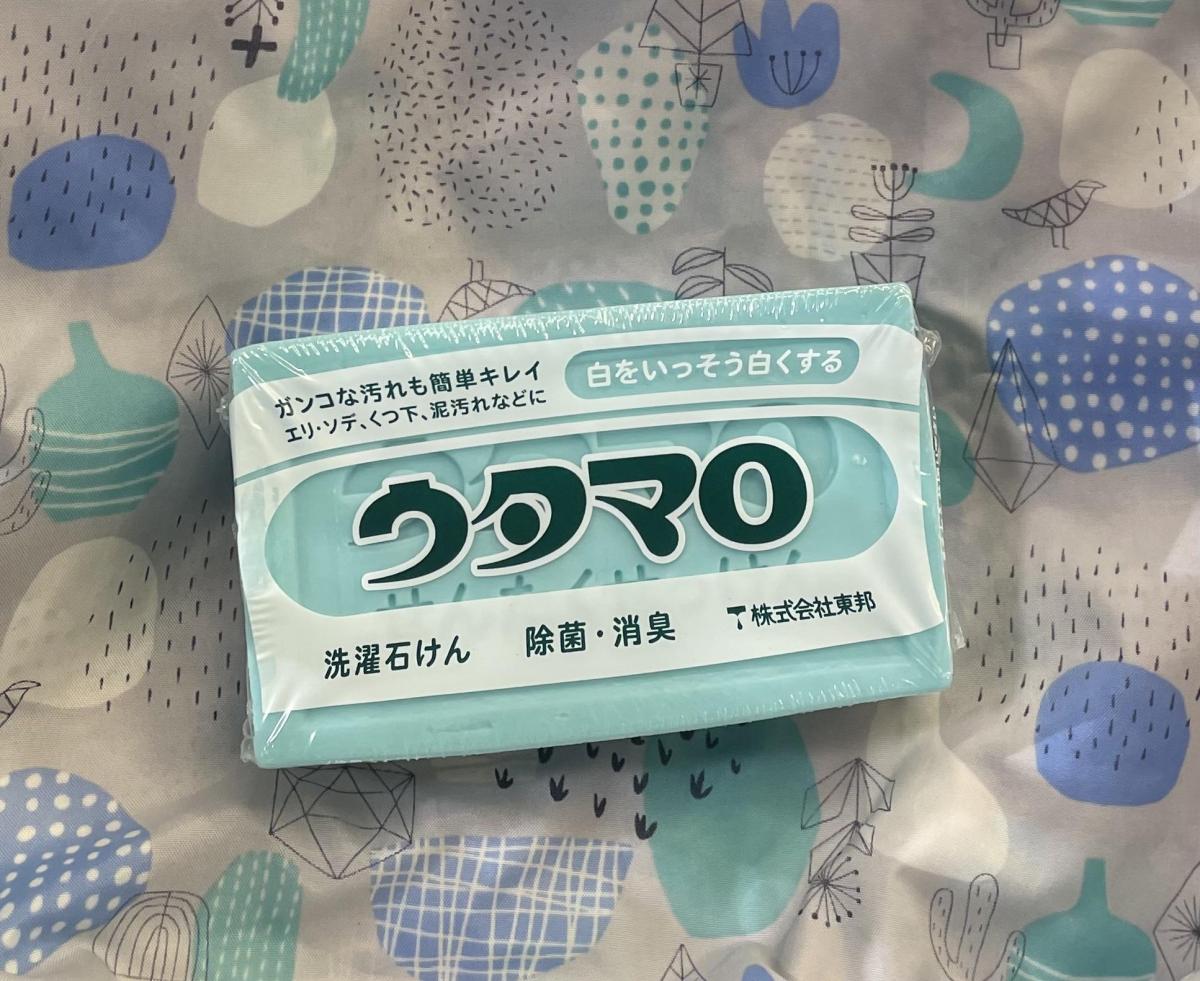 ガンコな汚れも簡単キレイ
エリ・ソデ、くつ下、泥汚れなどに
白をいっそう白くする
ウタマロ
洗濯石けん
除菌・消臭
株式会社東邦